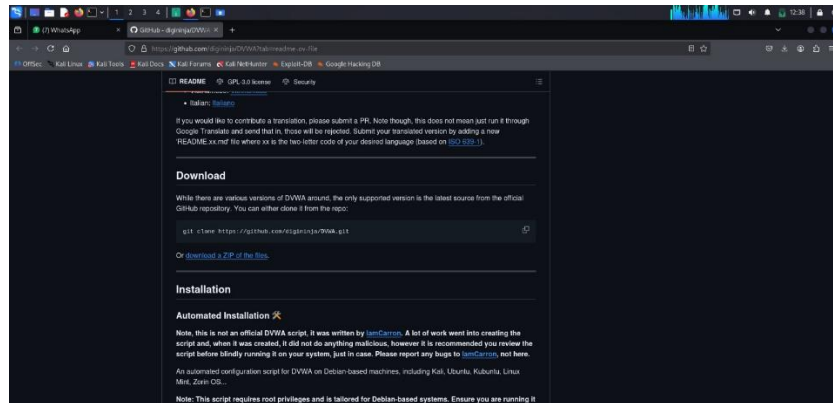 1 2 3 4
12:38
(7) WhatsApp
GitHub - digininja/DVWA
https://github.com/digininja/DVWA?tab=readme-ov-file
OffSec Kali Linux Kali Tools Kali Docs Kali Forums Kali NetHunter Exploit-DB Google Hacking DB
README GPL-3.0 license Security
Italian: Italiano
If you would like to contribute a translation, please submit a PR. Note though, this does not mean just run it through
Google Translate and send that in, those will be rejected. Submit your translated version by adding a new
'README.xx.md' file where xx is the two-letter code of your desired language (based on ISO 639-1).
Download
While there are various versions of DVWA around, the only supported version is the latest source from the official
GitHub repository. You can either clone it from the repo:
git clone https://github.com/digininja/DVWA.git
Or download a ZIP of the files.
Installation
Automated Installation 🛠️
Note, this is not an official DVWA script, it was written by IamCarron. A lot of work went into creating the
script and, when it was created, it did not do anything malicious, however it is recommended you review the
script before blindly running it on your system, just in case. Please report any bugs to IamCarron, not here.
An automated configuration script for DVWA on Debian-based machines, including Kali, Ubuntu, Kubuntu, Linux
Mint, Zorin OS...
Note: This script requires root privileges and is tailored for Debian-based systems. Ensure you are running it